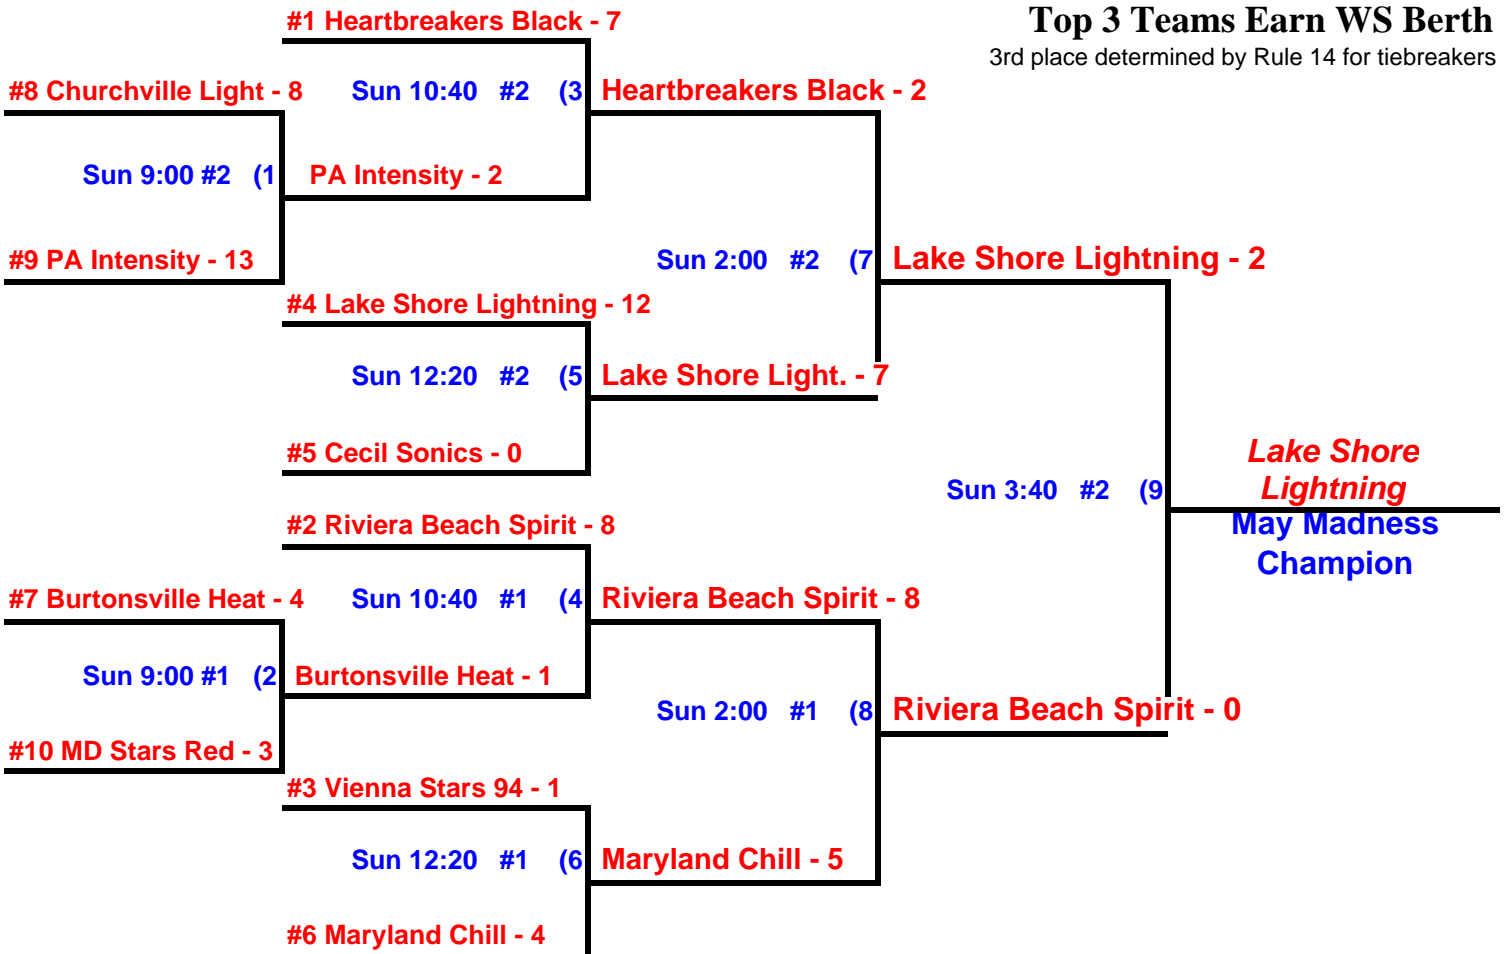 Top 3 Teams Earn WS Berth
3rd place determined by Rule 14 for tiebreakers
#1 Heartbreakers Black - 7
#8 Churchville Light - 8
Sun 10:40 #2 (3
Heartbreakers Black - 2
Sun 9:00 #2 (1
PA Intensity - 2
#9 PA Intensity - 13
Sun 2:00 #2 (7
Lake Shore Lightning - 2
#4 Lake Shore Lightning - 12
Sun 12:20 #2 (5
Lake Shore Light. - 7
#5 Cecil Sonics - 0
Lake Shore
Lightning
Sun 3:40 #2 (9
May Madness
Champion
#2 Riviera Beach Spirit - 8
#7 Burtonsville Heat - 4
Sun 10:40 #1 (4
Riviera Beach Spirit - 8
Sun 9:00 #1 (2
Burtonsville Heat - 1
Sun 2:00 #1 (8
Riviera Beach Spirit - 0
#10 MD Stars Red - 3
#3 Vienna Stars 94 - 1
Sun 12:20 #1 (6
Maryland Chill - 5
#6 Maryland Chill - 4